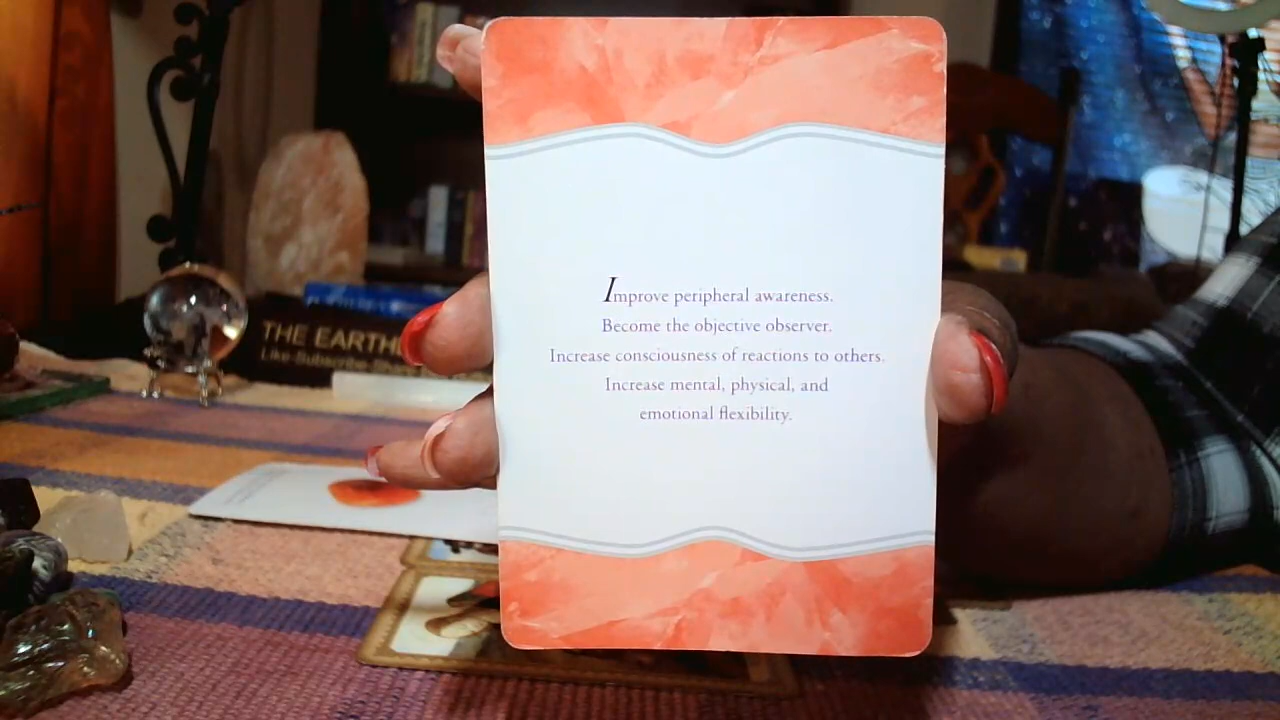 Improve peripheral awareness.
Become the objective observer.
Increase consciousness of reactions to others.
Increase mental, physical, and
emotional flexibility.
THE EARTH